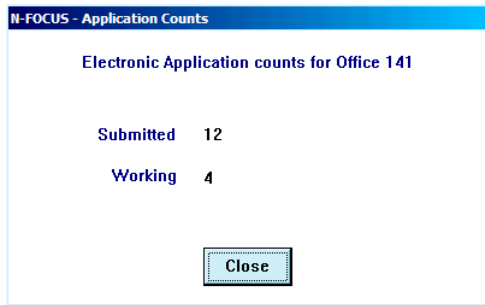 N-FOCUS - Application Counts
Electronic Application counts for Office 141
Submitted 12
Working 4
Close